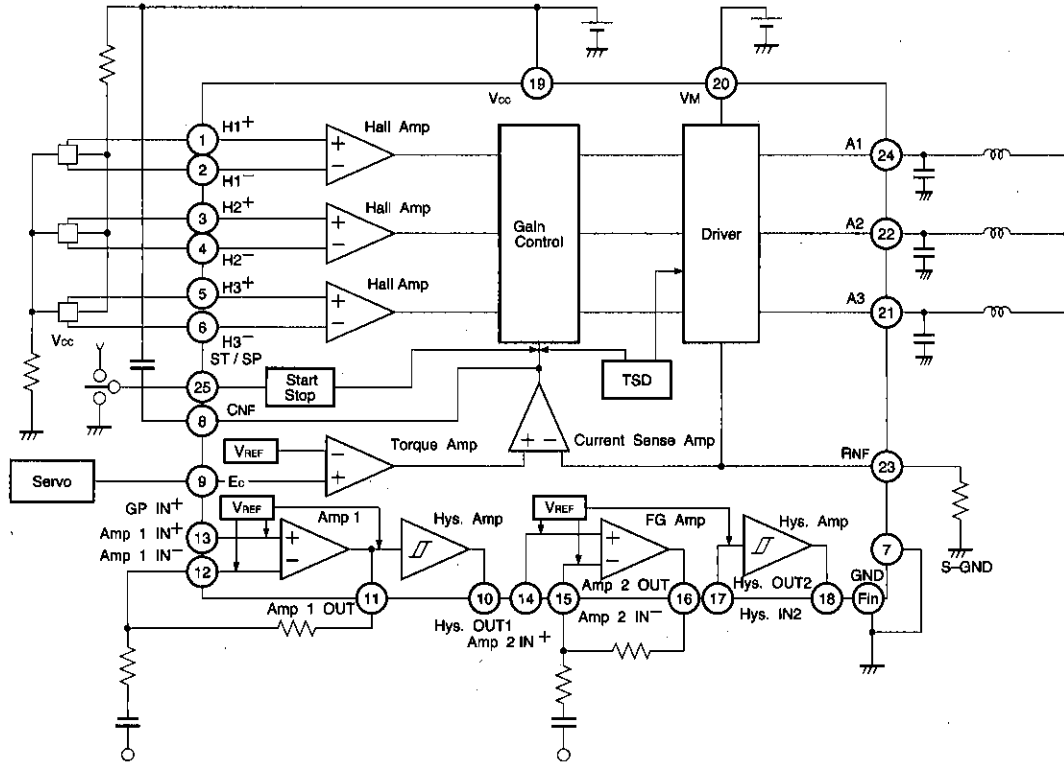 19
Vcc
20
VM
1
H1+
Hall Amp
2
H1−
A1
24
3
H2+
Hall Amp
4
H2−
Gain
Control
Driver
A2
22
5
H3+
Hall Amp
6
H3−
A3
21
Vcc
ST / SP
25
Start
Stop
TSD
8
CNF
VREF
Torque Amp
+ −
Current Sense Amp
RNF
23
Servo
9
Ec
GP IN+
VREF
Amp 1
Hys. Amp
VREF
FG Amp
Hys. Amp
Amp 1 IN+
13
Amp 1 IN−
12
7
S-GND
GND
Amp 2 OUT
Hys. OUT2
Amp 1 OUT
11
10
14
15
16
17
18
Fin
Hys. OUT1
Amp 2 IN−
Hys. IN2
Amp 2 IN+